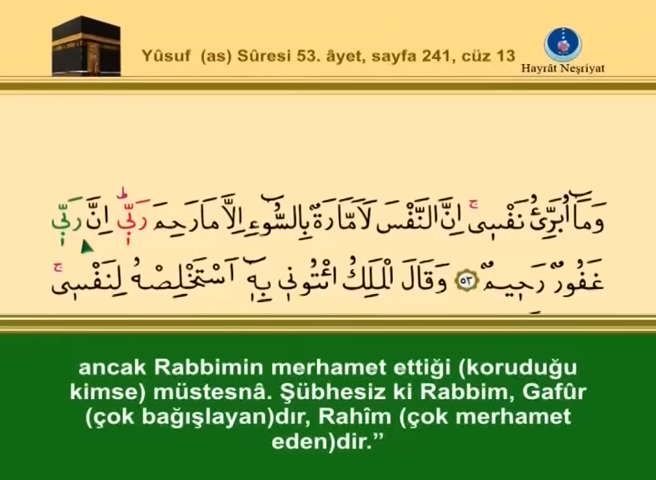 Yûsuf (as) Sûresi 53. âyet, sayfa 241, cüz 13
Hayrât Neşriyat
وَمَٓا اُبَرِّئُ نَفْسٖىۚ اِنَّ النَّفْسَ لَاَمَّارَةٌ بِالسُّٓوءِ اِلَّا مَا رَحِمَ رَبّٖىؕ اِنَّ رَبّٖى
غَفُورٌ رَحٖيمٌ ﴿٥٣﴾ وَقَالَ الْمَلِكُ ائْتُونٖى بِهٖٓ اَسْتَخْلِصْهُ لِنَفْسٖىۚ
ancak Rabbimin merhamet ettiği (koruduğu
kimse) müstesnâ. Şübhesiz ki Rabbim, Gafûr
(çok bağışlayan)dır, Rahîm (çok merhamet
eden)dir.”